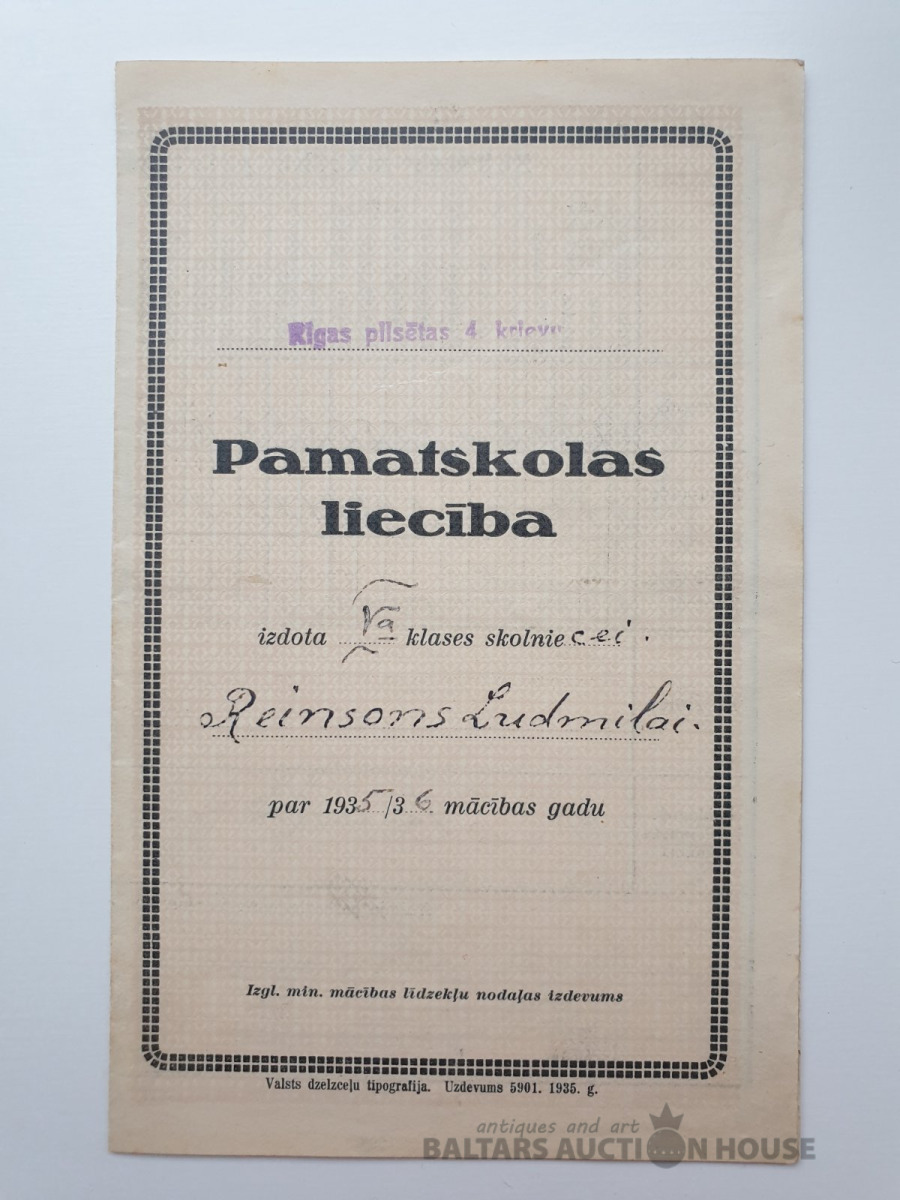 Rīgas pilsētas 4. krievu
Pamatskolas
liecība
izdota Va klases skolniecei.
Reinsons Ludmilai.
par 1935/36 mācības gadu
Izgl. min. mācības līdzekļu nodaļas izdevums
Valsts dzelzceļu tipografija. Uzdevums 5901. 1935. g.
antiques and art
BALTARS AUCTION HOUSE